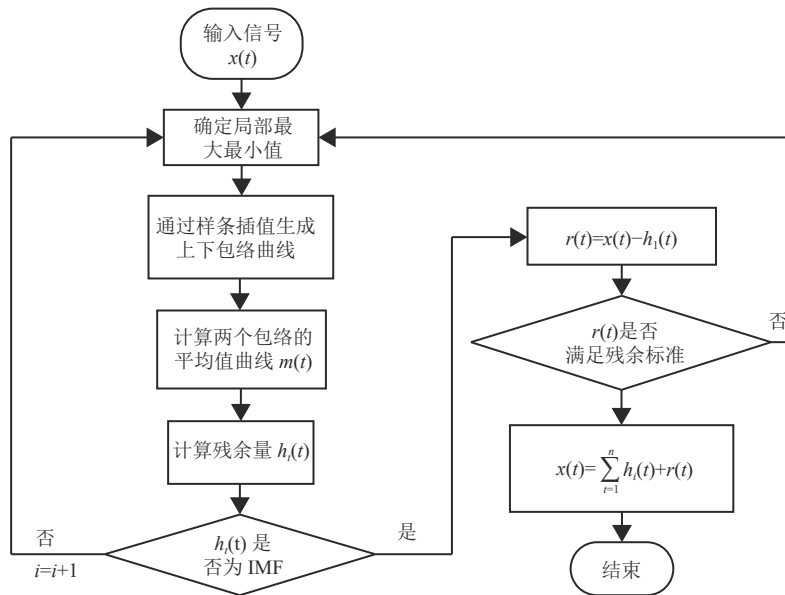 输入信号
x(t)
确定局部最
大最小值
通过样条插值生成
上下包络曲线
计算两个包络的
平均值曲线 m(t)
计算残余量 hₜ(t)
hₜ(t) 是
否为 IMF
否
i=i+1
是
r(t)=x(t)−h₁(t)
r(t)是否
满足残余标准
否
x(t)=∑ₜ₌₁ⁿ hᵢ(t)+r(t)
结束